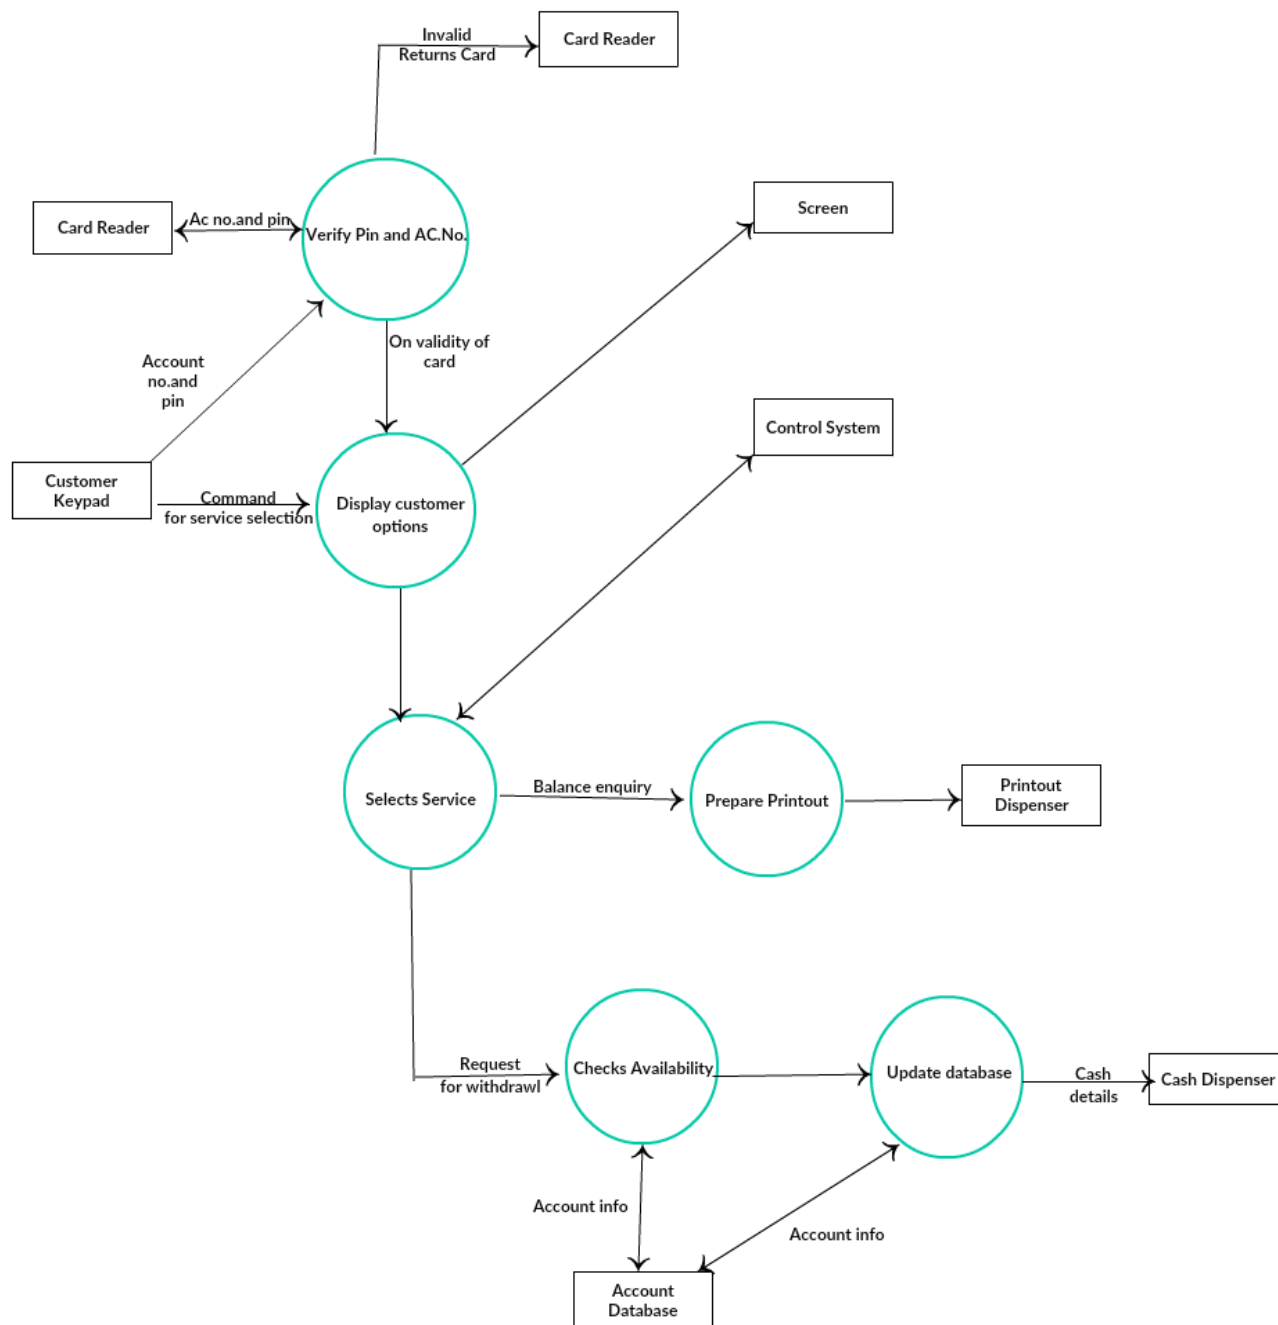 Invalid
Returns Card
Card Reader
Card Reader
Ac no.and pin
Verify Pin and AC.No.
Screen
On validity of
card
Account
no.and
pin
Control System
Customer
Keypad
Command
for service selection
Display customer
options
Selects Service
Balance enquiry
Prepare Printout
Printout
Dispenser
Request
for withdrawl
Checks Availability
Update database
Cash
details
Cash Dispenser
Account info
Account info
Account
Database